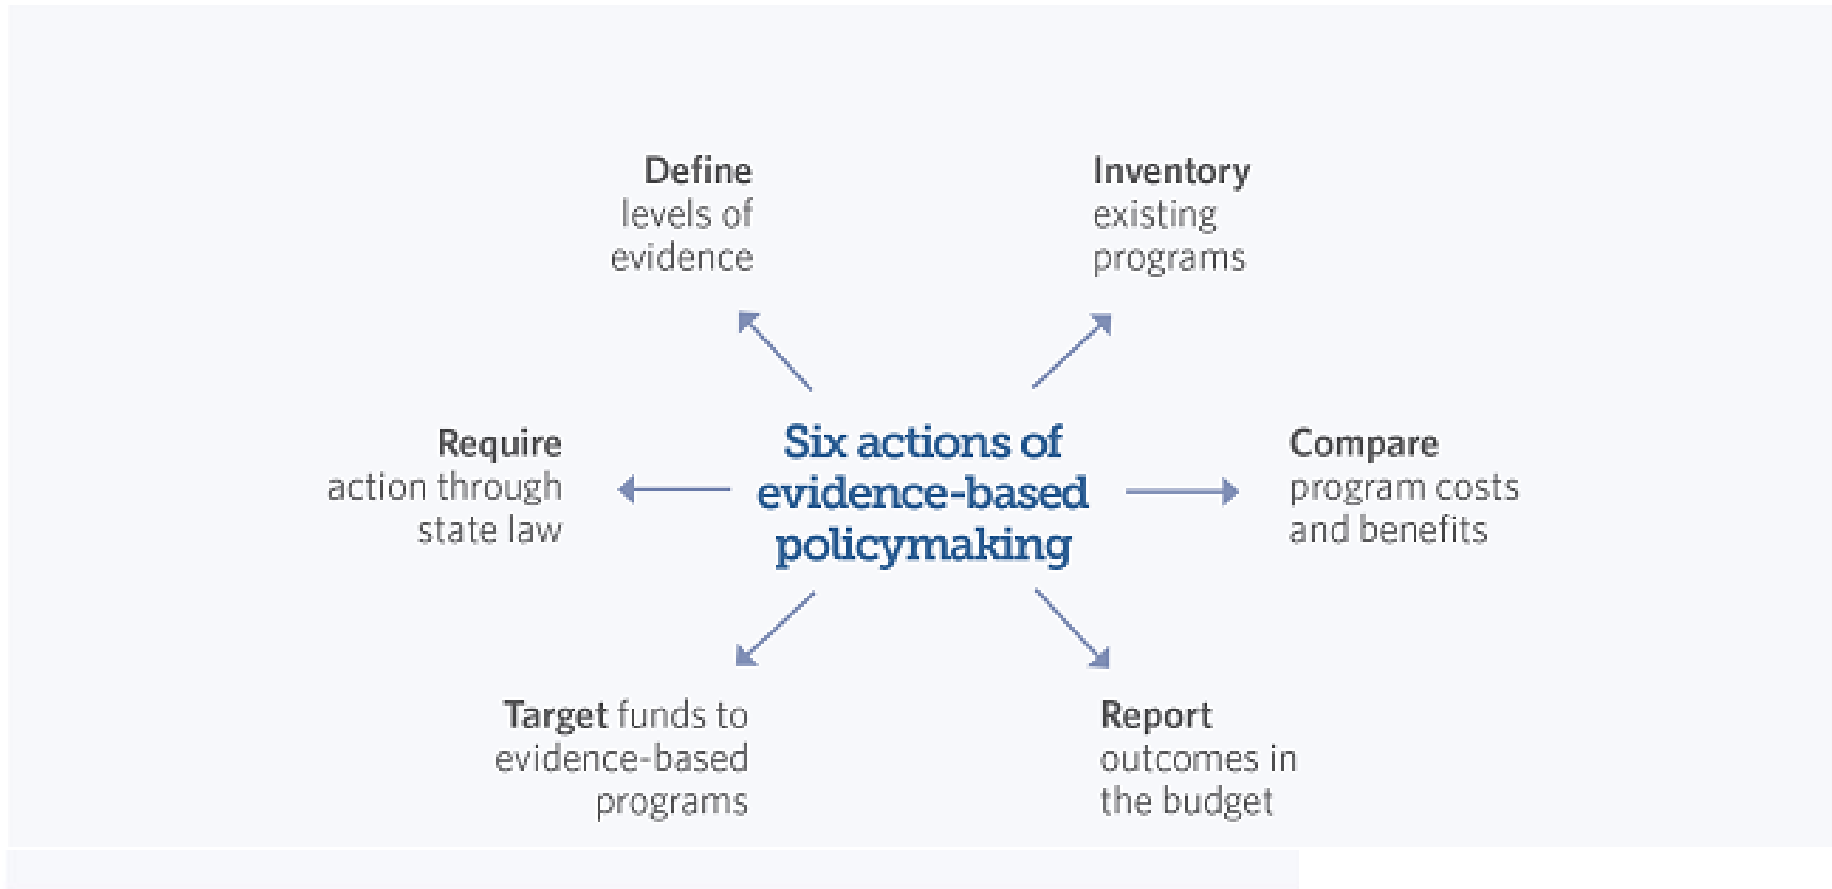 Define
levels of
evidence
Inventory
existing
programs
Require
action through
state law
Six actions of
evidence-based
policymaking
Compare
program costs
and benefits
Target funds to
evidence-based
programs
Report
outcomes in
the budget